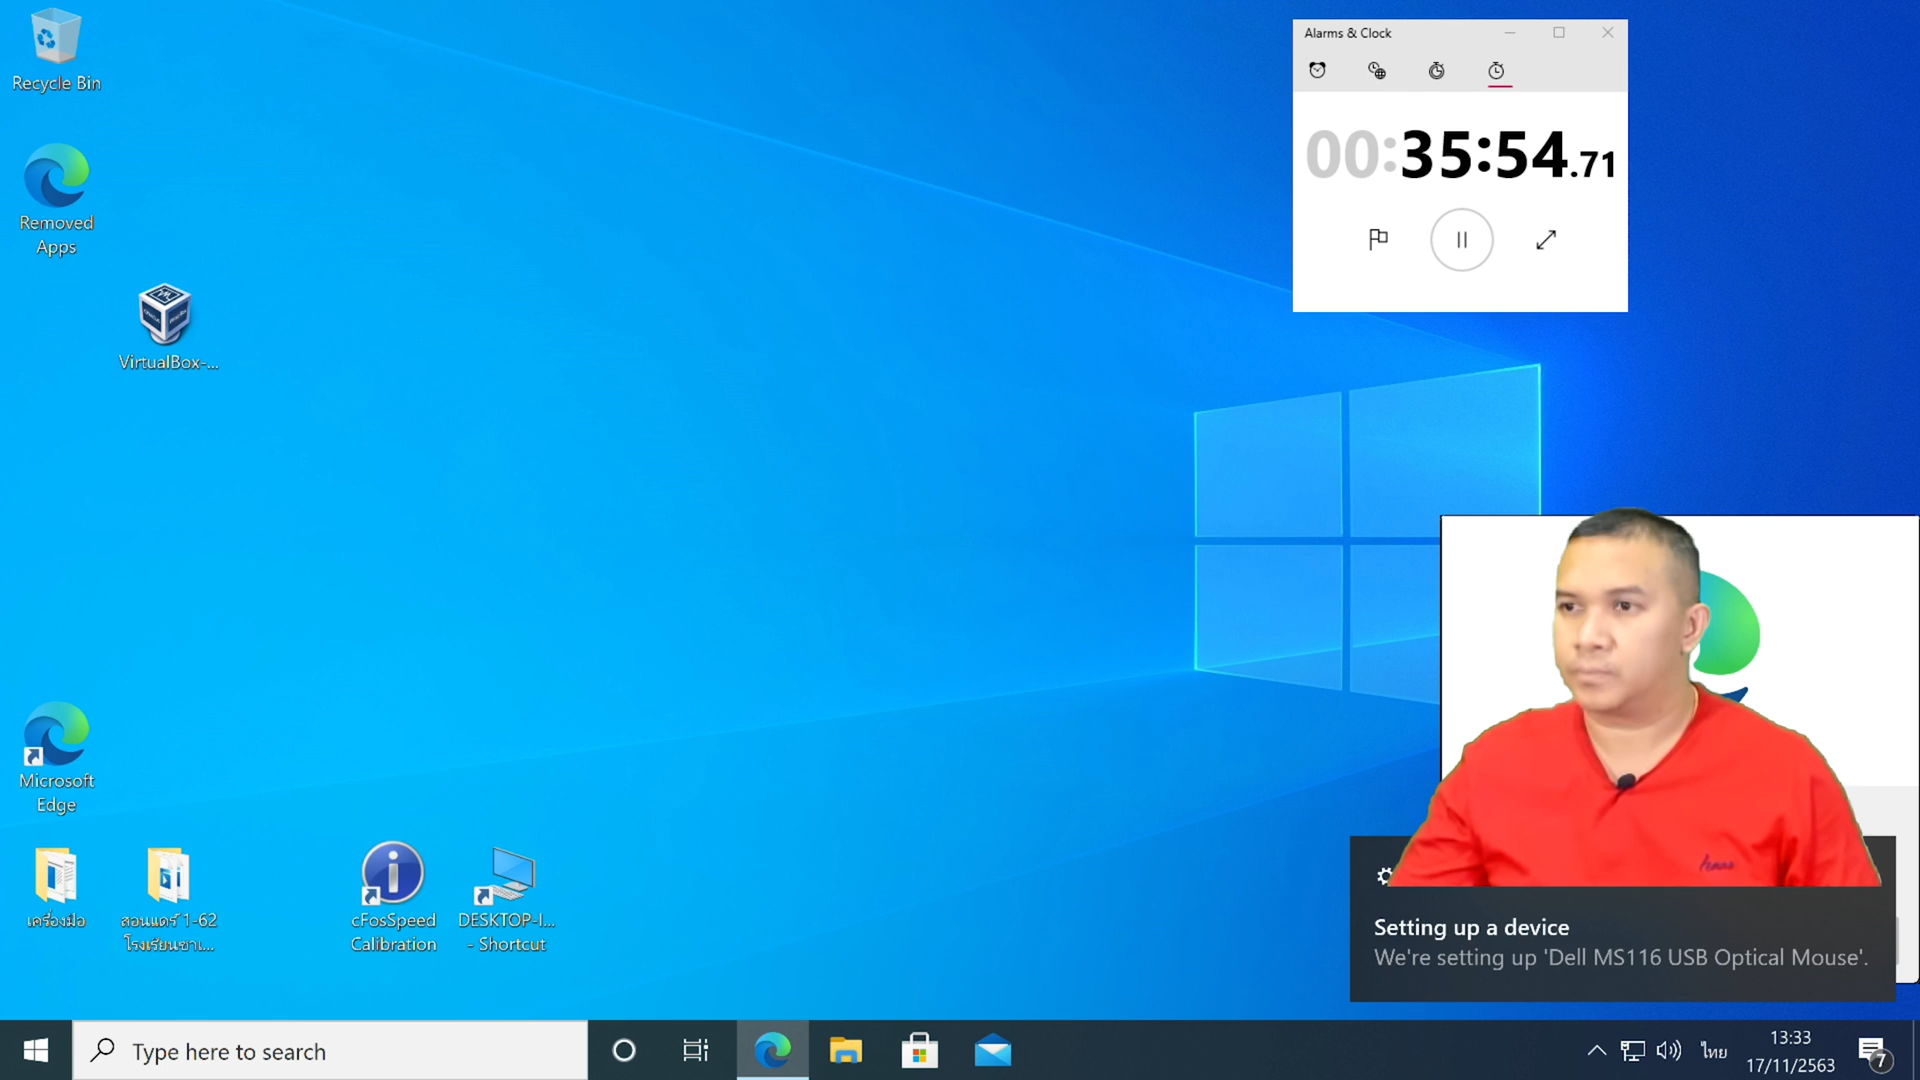 Recycle Bin
Removed
Apps
VirtualBox-...
Microsoft
Edge
เครื่องมือ
สอนแดร์ 1-62
โรงเรียนซาเ...
cFosSpeed
Calibration
DESKTOP-I...
- Shortcut
Alarms & Clock
00:35:54.71
Setting up a device
We're setting up 'Dell MS116 USB Optical Mouse'.
Type here to search
ไทย
13:33
17/11/2563
7